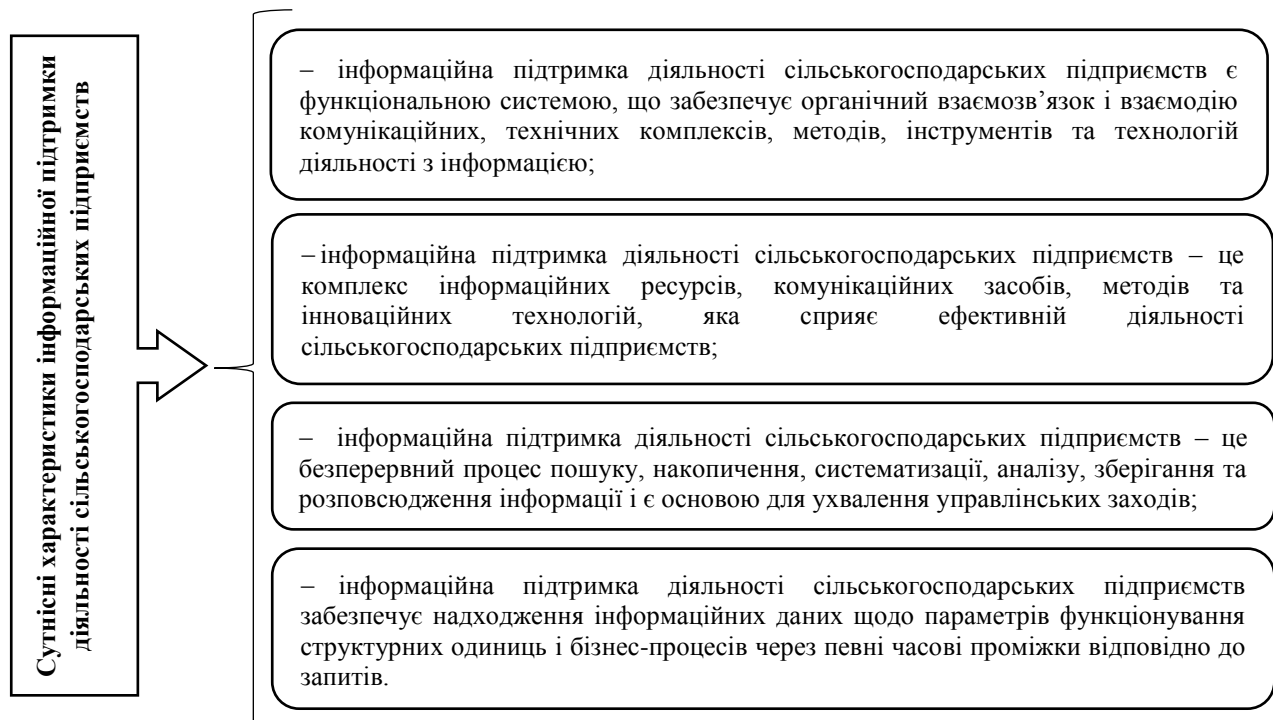 Сутнісні характеристики інформаційної підтримки
діяльності сільськогосподарських підприємств
– інформаційна підтримка діяльності сільськогосподарських підприємств є
функціональною системою, що забезпечує органічний взаємозв’язок і взаємодію
комунікаційних, технічних комплексів, методів, інструментів та технологій
діяльності з інформацією;
– інформаційна підтримка діяльності сільськогосподарських підприємств – це
комплекс інформаційних ресурсів, комунікаційних засобів, методів та
інноваційних технологій, яка сприяє ефективній діяльності
сільськогосподарських підприємств;
– інформаційна підтримка діяльності сільськогосподарських підприємств – це
безперервний процес пошуку, накопичення, систематизації, аналізу, зберігання та
розповсюдження інформації і є основою для ухвалення управлінських заходів;
– інформаційна підтримка діяльності сільськогосподарських підприємств
забезпечує надходження інформаційних даних щодо параметрів функціонування
структурних одиниць і бізнес-процесів через певні часові проміжки відповідно до
запитів.